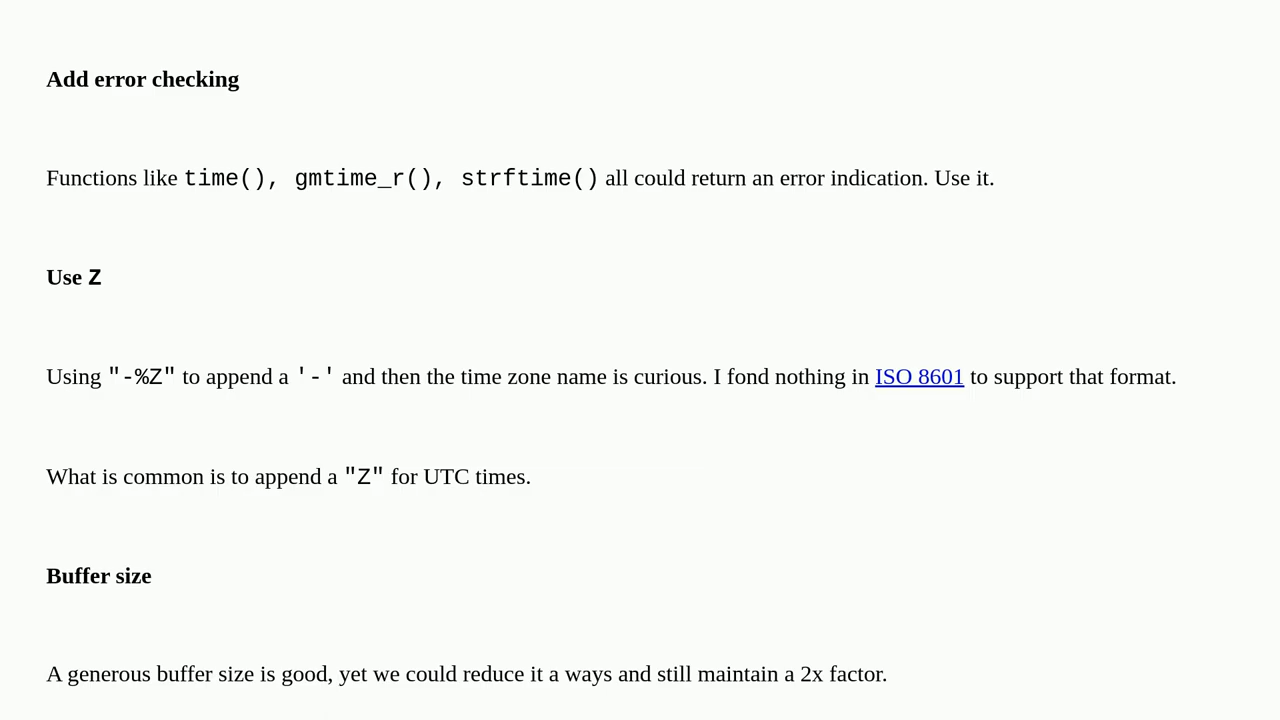 Add error checking
Functions like time(), gmtime_r(), strftime() all could return an error indication. Use it.
Use Z
Using "-%Z" to append a '-' and then the time zone name is curious. I fond nothing in ISO 8601 to support that format.
What is common is to append a "Z" for UTC times.
Buffer size
A generous buffer size is good, yet we could reduce it a ways and still maintain a 2x factor.